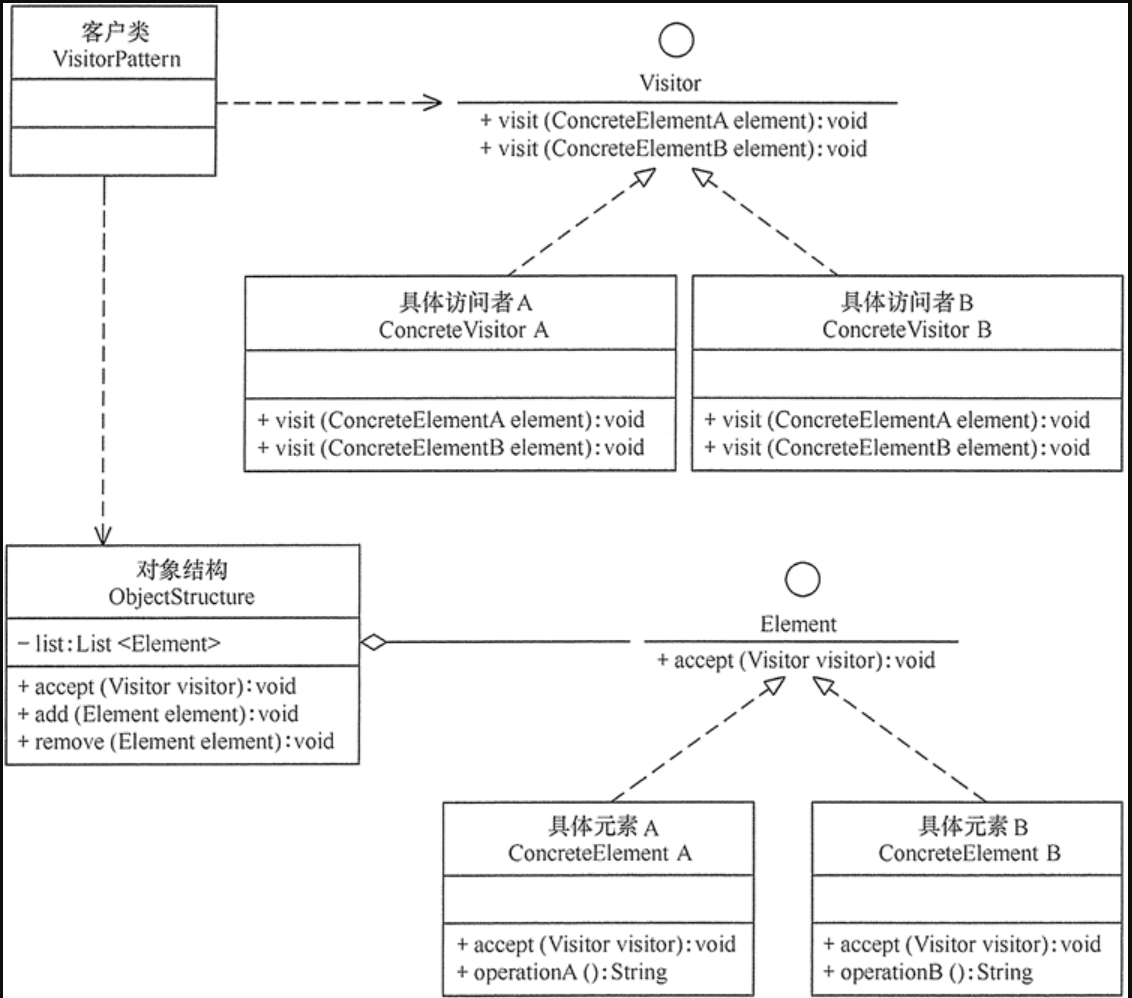 客户类
VisitorPattern
Visitor
+ visit (ConcreteElementA element): void
+ visit (ConcreteElementB element): void
具体访问者A
ConcreteVisitor A
+ visit (ConcreteElementA element): void
+ visit (ConcreteElementB element): void
具体访问者B
ConcreteVisitor B
+ visit (ConcreteElementA element): void
+ visit (ConcreteElementB element): void
对象结构
ObjectStructure
− list: List <Element>
+ accept (Visitor visitor): void
+ add (Element element): void
+ remove (Element element): void
Element
+ accept (Visitor visitor): void
具体元素A
ConcreteElement A
+ accept (Visitor visitor): void
+ operationA (): String
具体元素B
ConcreteElement B
+ accept (Visitor visitor): void
+ operationB (): String